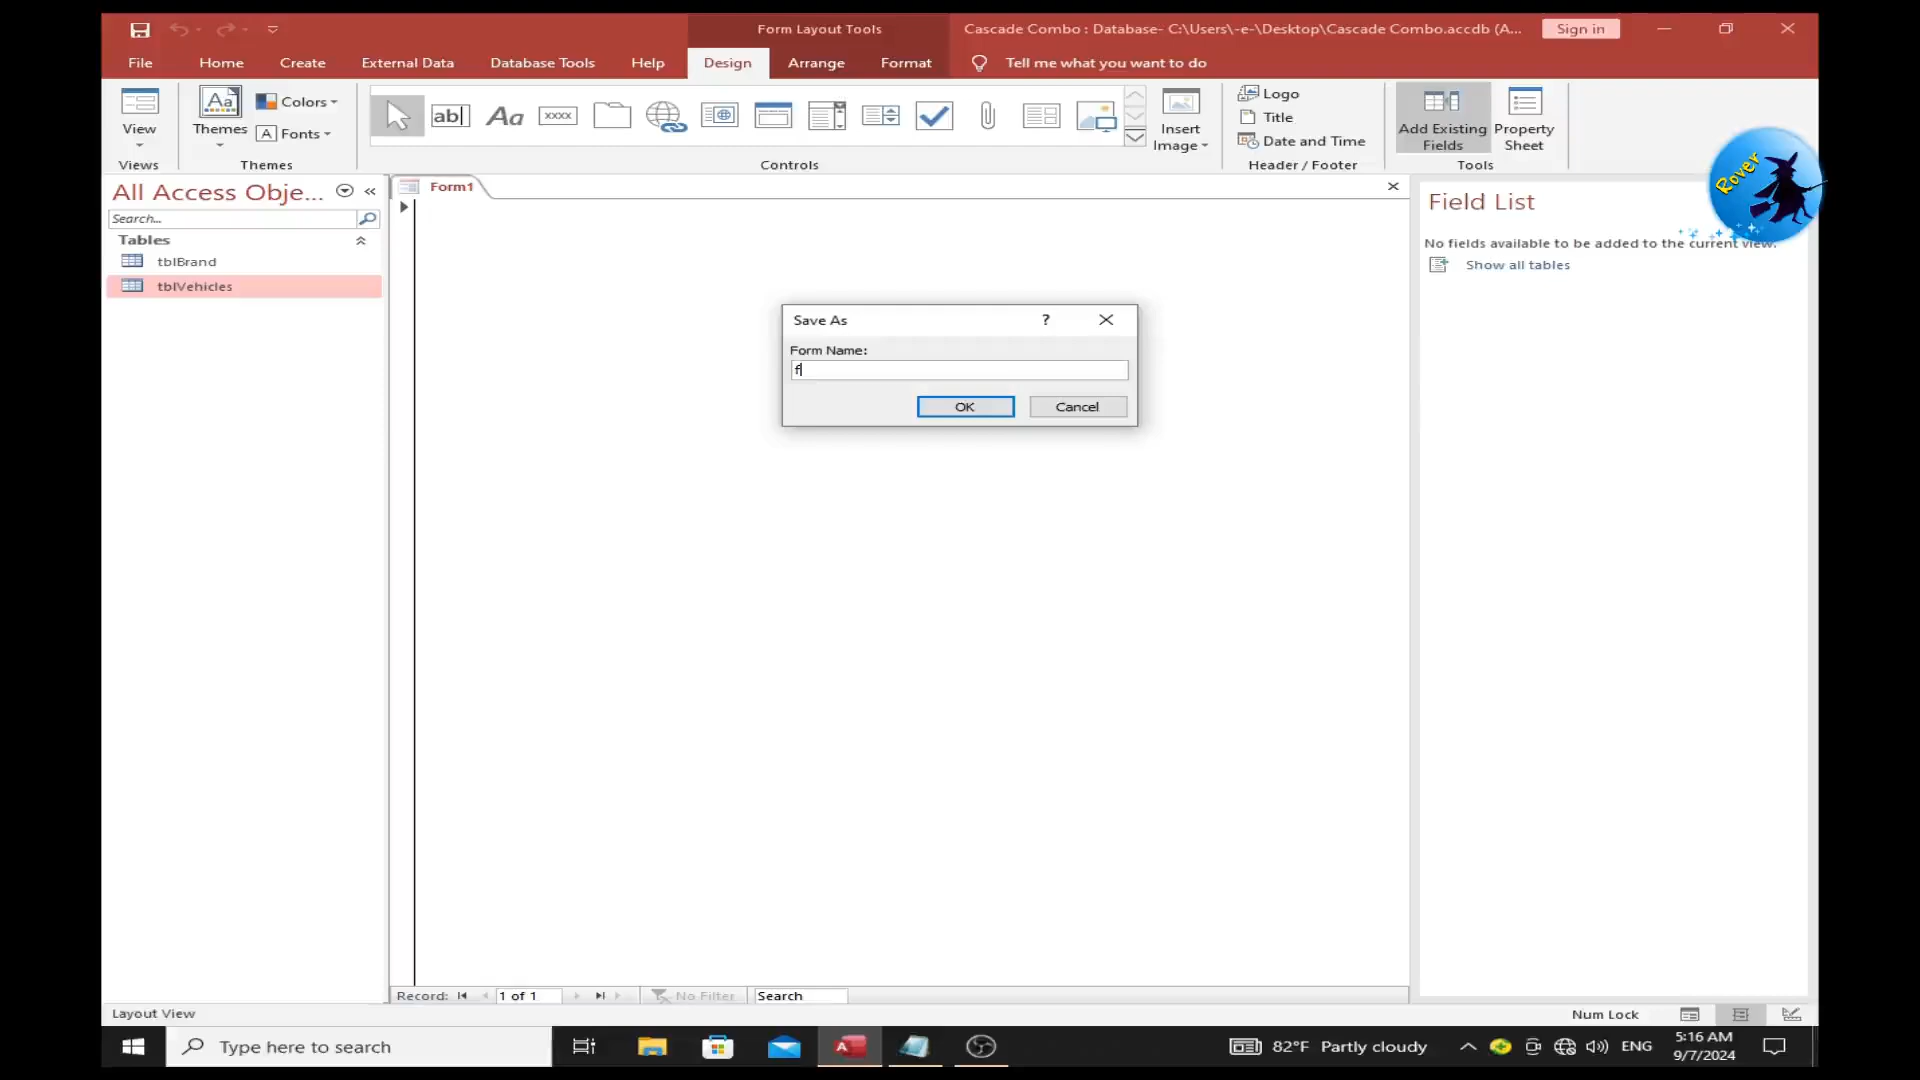 Form Layout Tools
Cascade Combo : Database- C:\Users\-e-\Desktop\Cascade Combo.accdb (A...
Sign in
File Home Create External Data Database Tools Help Design Arrange Format Tell me what you want to do
View
Views
Aa
Themes
Colors
A Fonts
Themes
ab|
Aa
xxxx
Controls
Insert
Image
Logo
Title
Date and Time
Header / Footer
Add Existing
Fields
Property
Sheet
Tools
Rover
All Access Obje... «
Search...
Tables
tblBrand
tblVehicles
Form1
Field List
No fields available to be added to the current view.
Show all tables
Save As ?
Form Name:
f
OK Cancel
Record: 1 of 1 No Filter Search
Layout View
Num Lock
Type here to search
A
82°F Partly cloudy
ENG
5:16 AM
9/7/2024